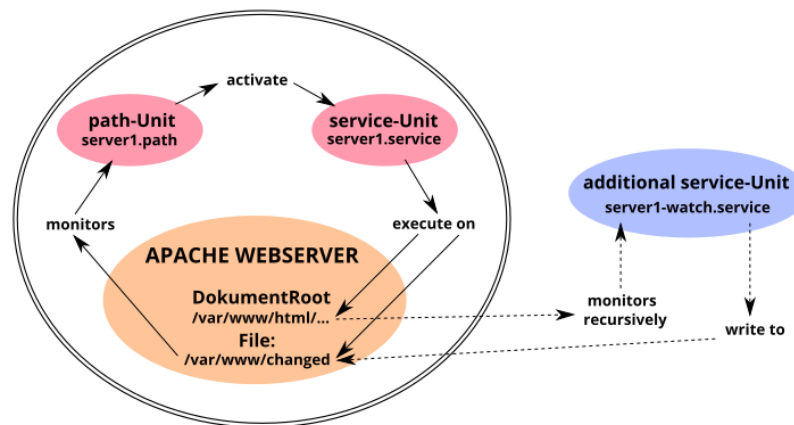 activate
path-Unit
server1.path
service-Unit
server1.service
additional service-Unit
server1-watch.service
monitors
execute on
APACHE WEBSERVER
DokumentRoot
/var/www/html/...
File:
/var/www/changed
monitors
recursively
write to